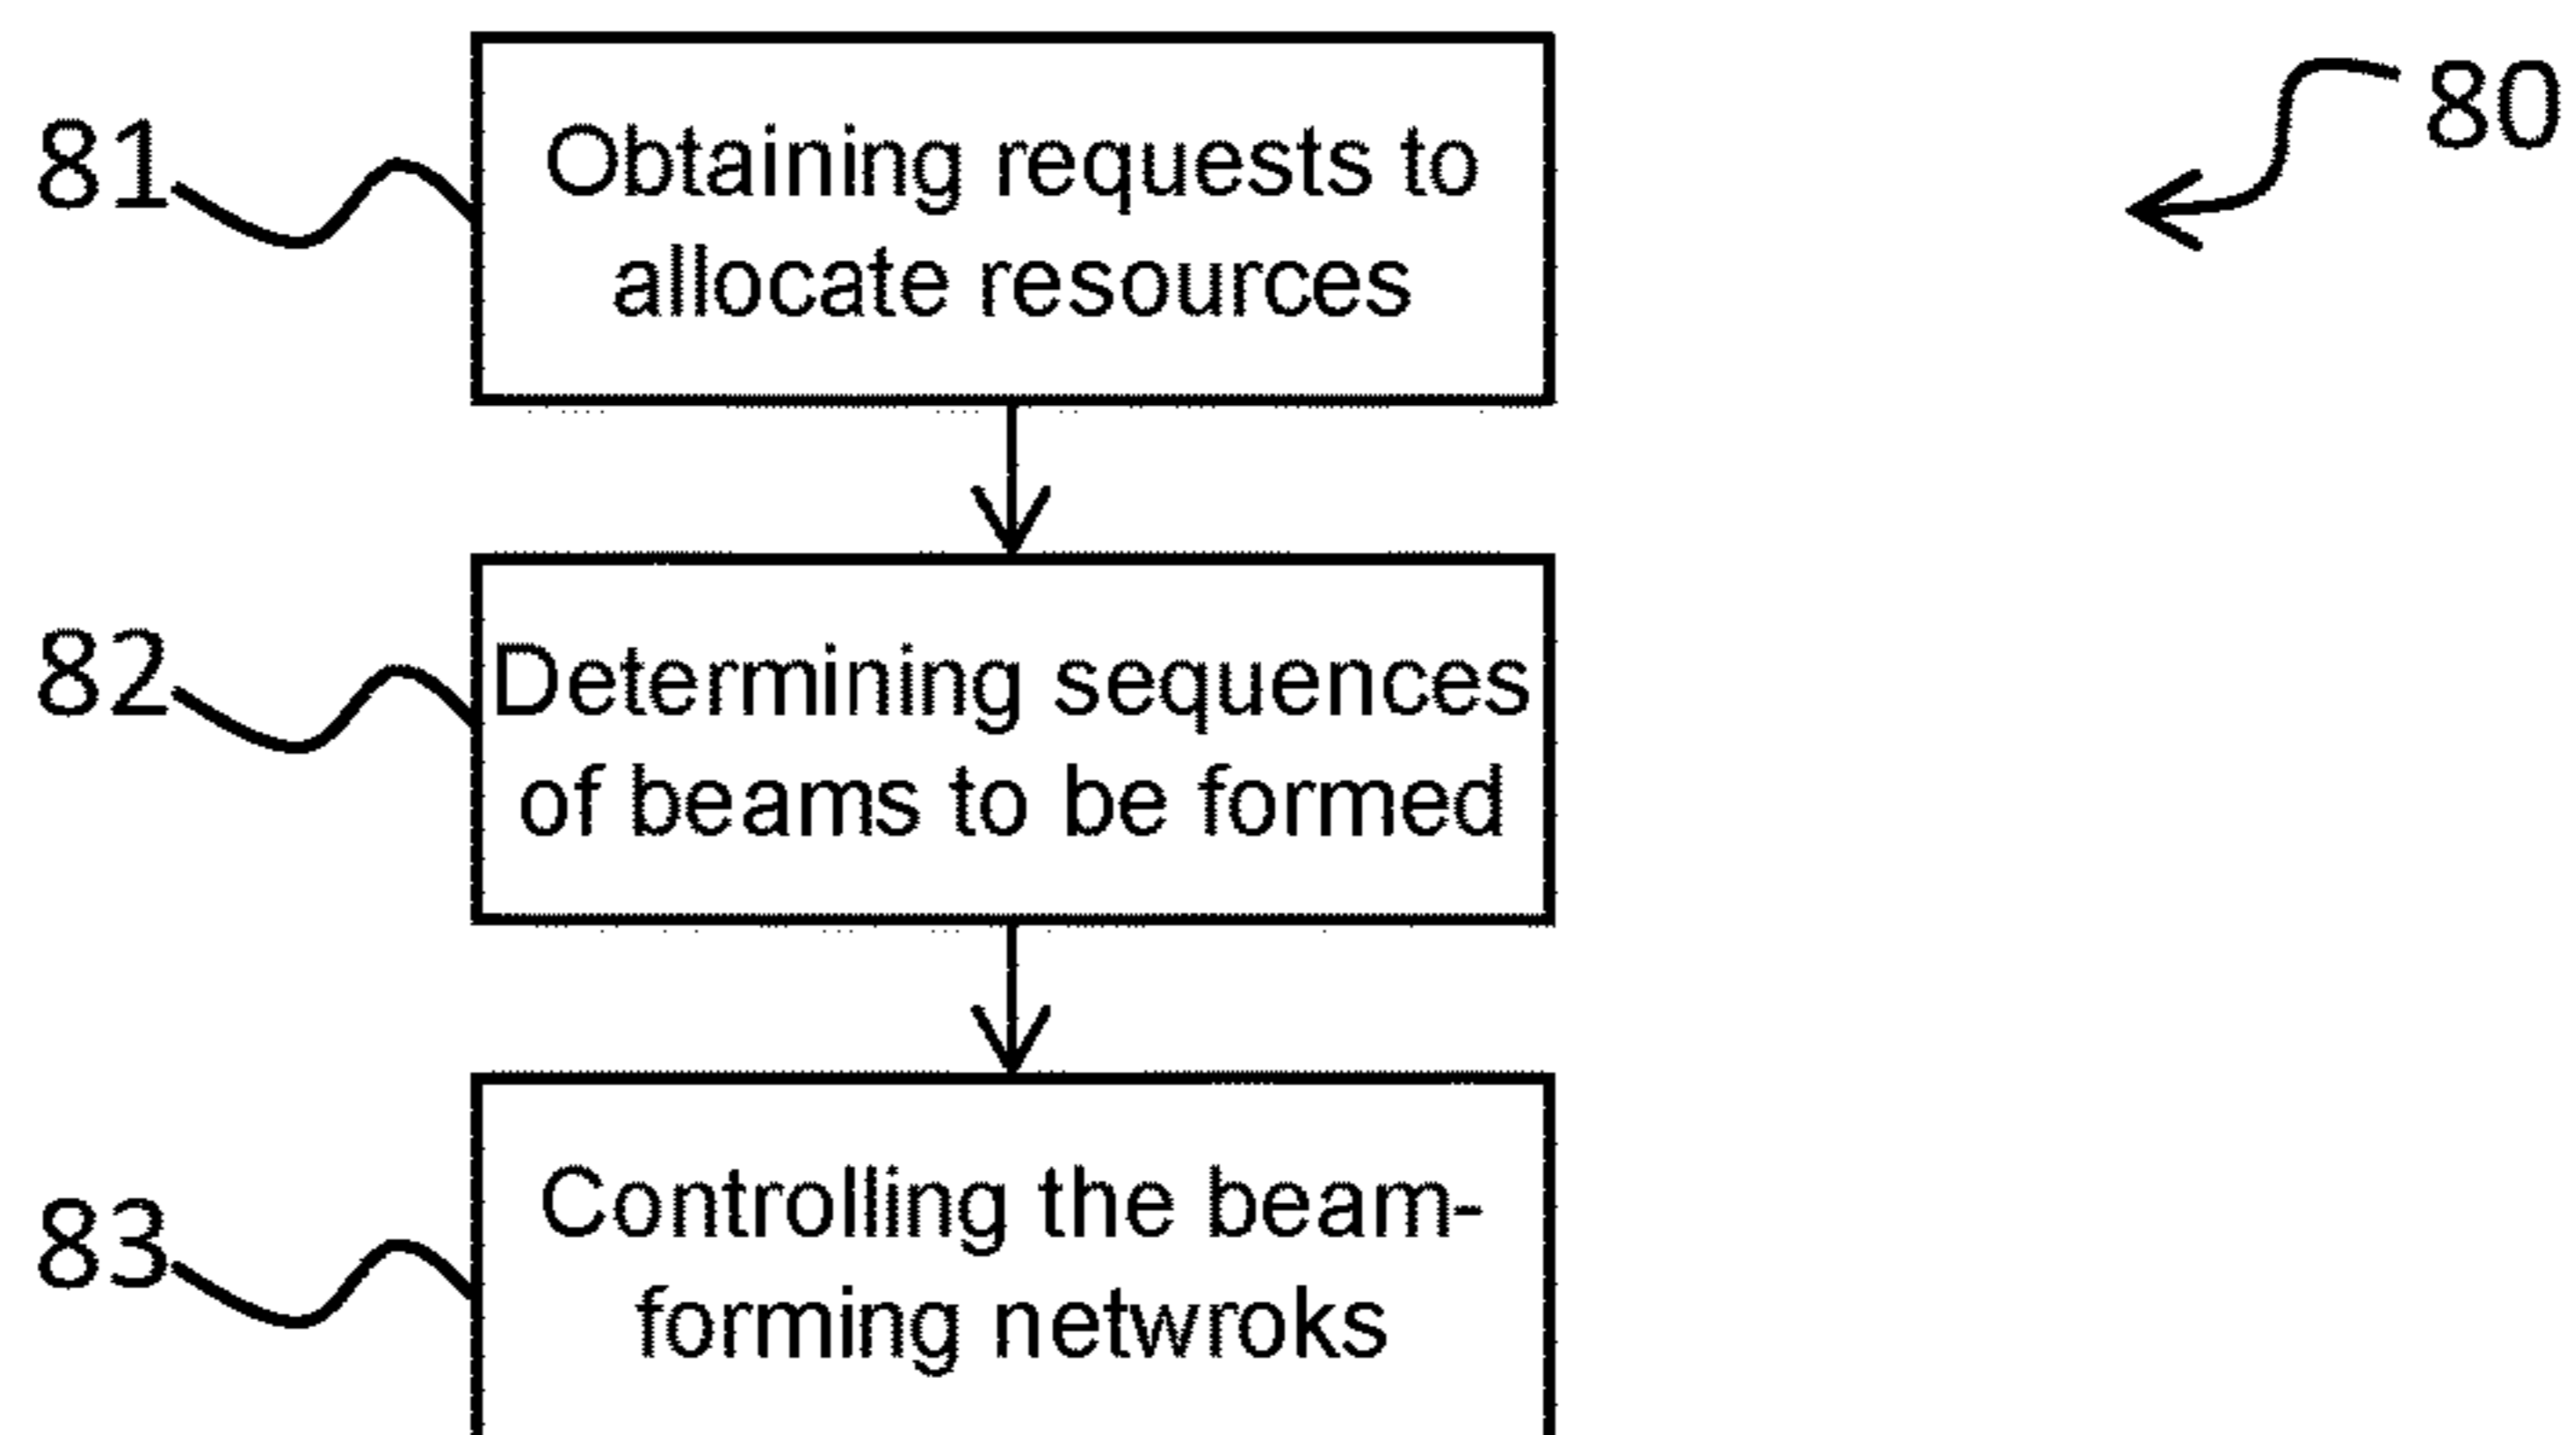 80
81
Obtaining requests to
allocate resources
82
Determining sequences
of beams to be formed
83
Controlling the beam-
forming netwroks